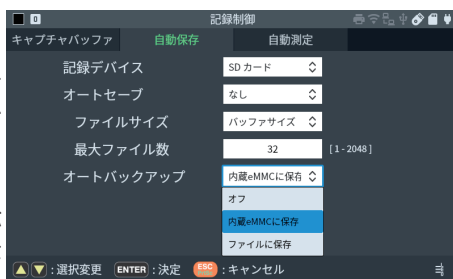 0 記録制御
キャプチャバッファ 自動保存 自動測定
記録デバイス SD カード
オートセーブ なし
ファイルサイズ バッファサイズ
最大ファイル数 32 [1 - 2048]
オートバックアップ 内蔵eMMCに保存
オフ
内蔵eMMCに保存
ファイルに保存
:選択変更 ENTER :決定 ESC :キャンセル